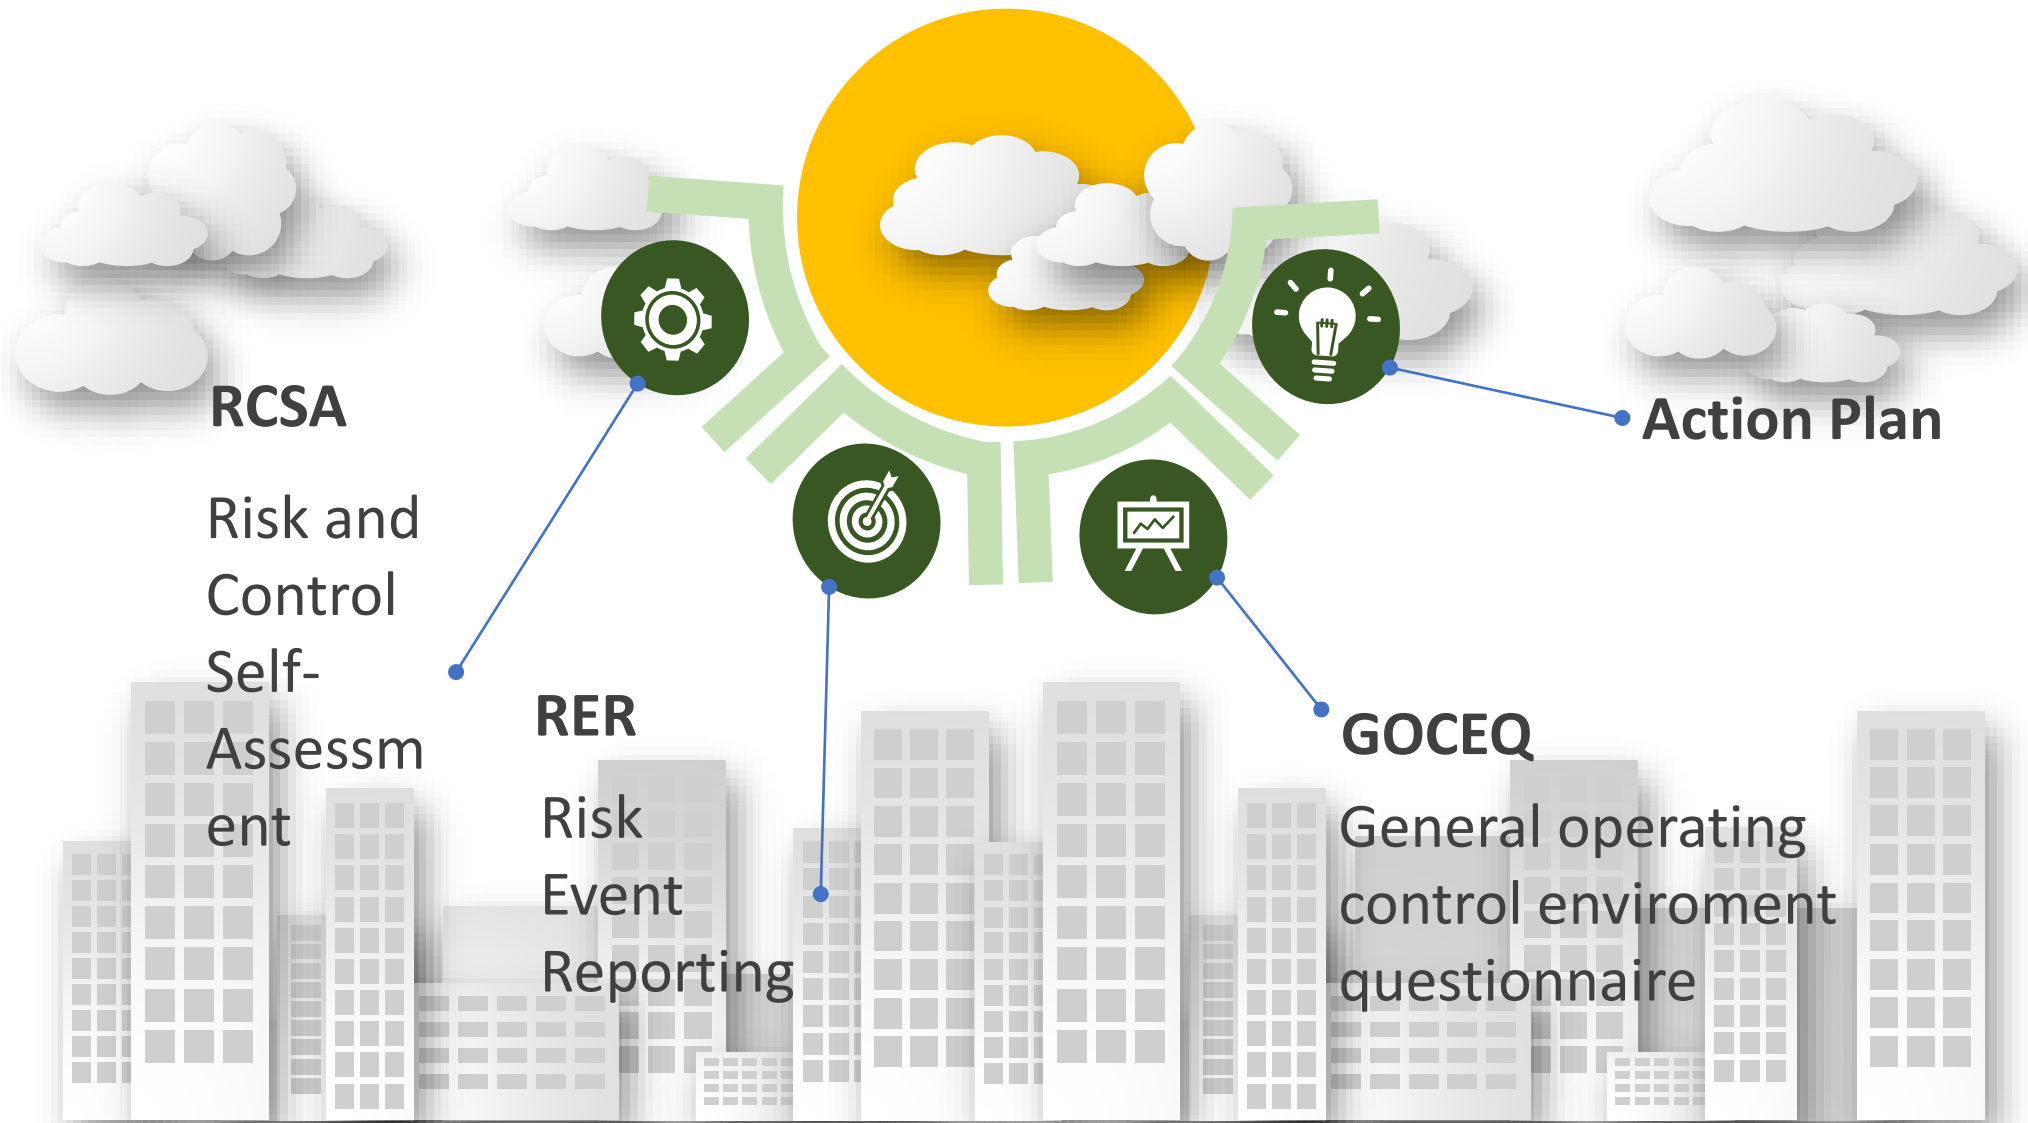 RCSA
Risk and
Control
Self-
Assessm
ent
RER
Risk
Event
Reporting
GOCEQ
General operating
control enviroment
questionnaire
Action Plan